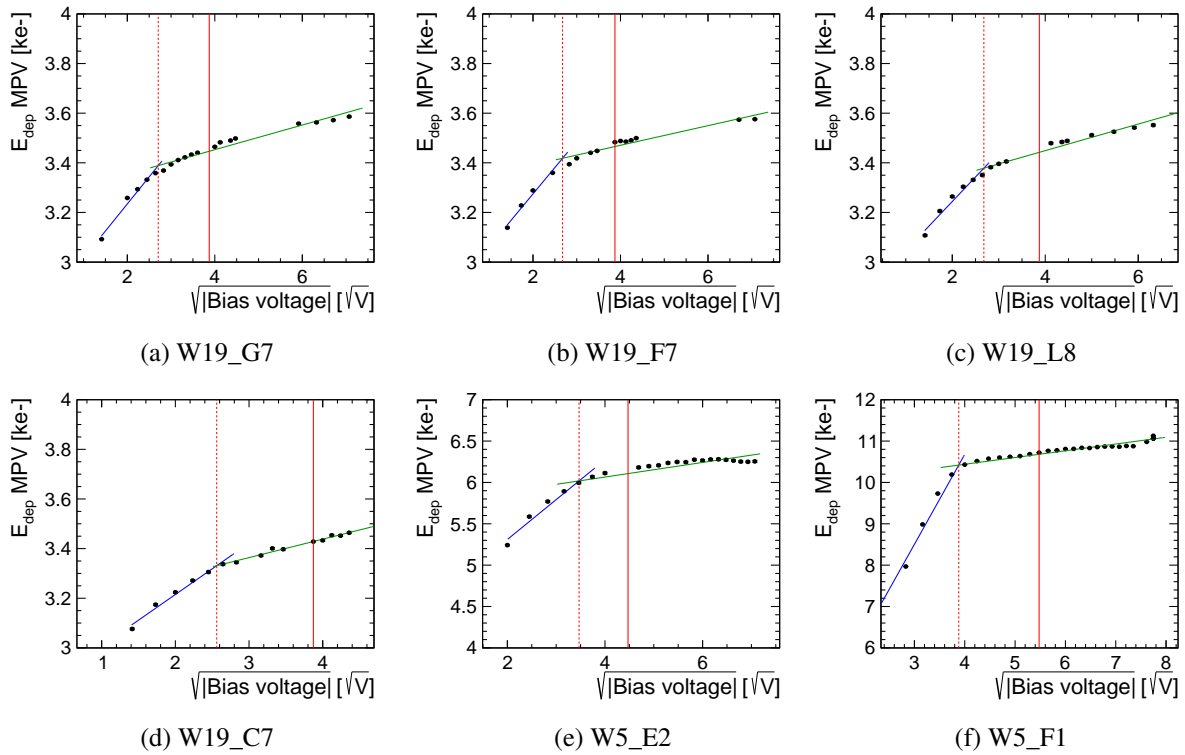 4
3.8
3.6
3.4
3.2
3
E_dep MPV [ke-]
2 4 6
√|Bias voltage| [√V]
(a) W19_G7
4
3.8
3.6
3.4
3.2
3
E_dep MPV [ke-]
2 4 6
√|Bias voltage| [√V]
(b) W19_F7
4
3.8
3.6
3.4
3.2
3
E_dep MPV [ke-]
2 4 6
√|Bias voltage| [√V]
(c) W19_L8
4
3.8
3.6
3.4
3.2
3
E_dep MPV [ke-]
1 2 3 4
√|Bias voltage| [√V]
(d) W19_C7
7
6.5
6
5.5
5
4.5
4
E_dep MPV [ke-]
2 4 6
√|Bias voltage| [√V]
(e) W5_E2
12
11
10
9
8
7
6
E_dep MPV [ke-]
3 4 5 6 7 8
√|Bias voltage| [√V]
(f) W5_F1